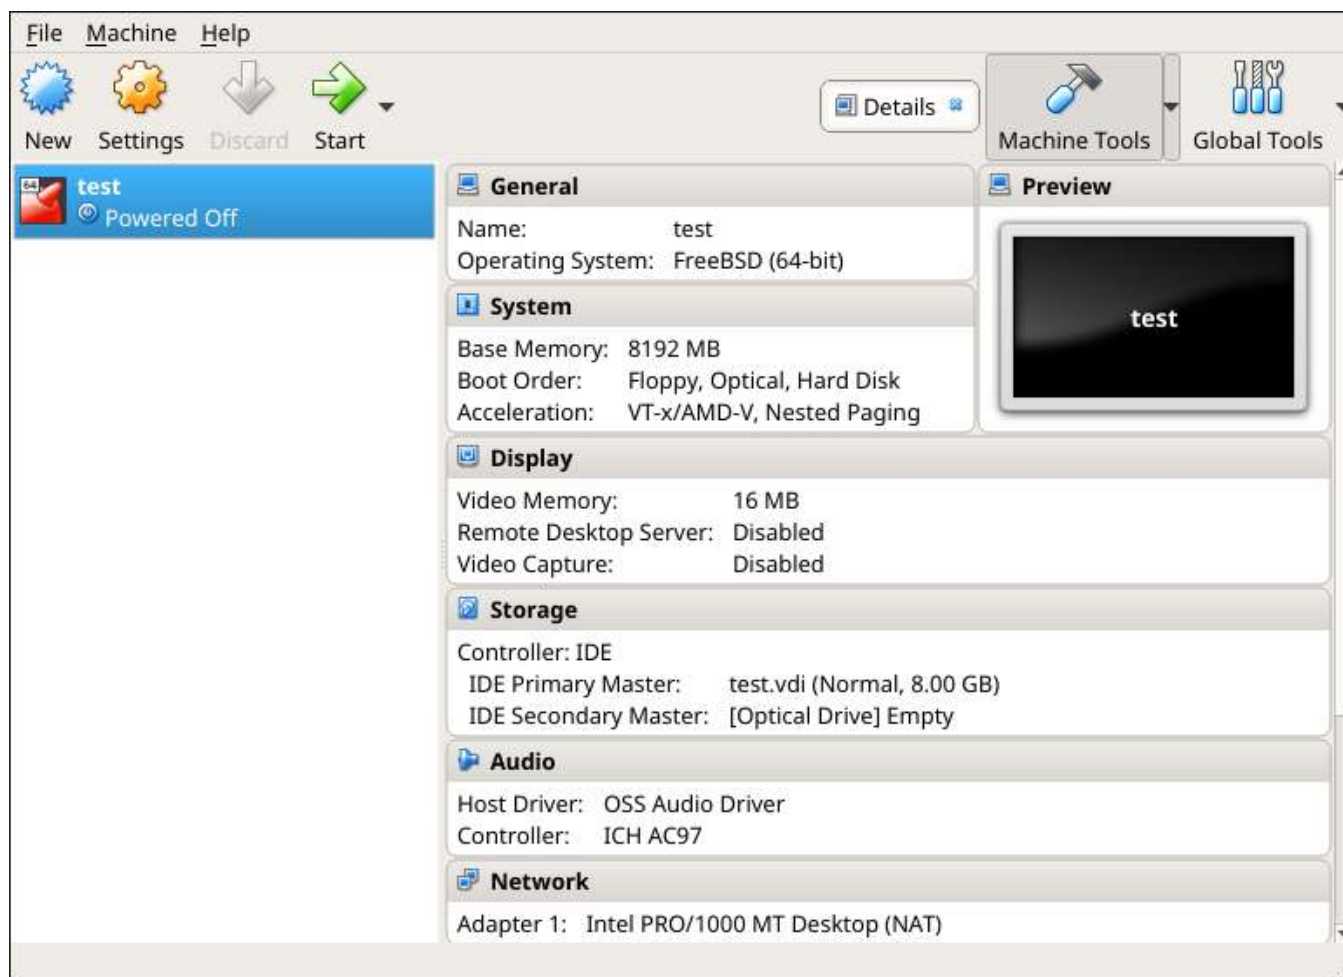 File Machine Help
New Settings Discard Start
Details
Machine Tools
Global Tools
64
test
Powered Off
General
Name: test
Operating System: FreeBSD (64-bit)
Preview
test
System
Base Memory: 8192 MB
Boot Order: Floppy, Optical, Hard Disk
Acceleration: VT-x/AMD-V, Nested Paging
Display
Video Memory: 16 MB
Remote Desktop Server: Disabled
Video Capture: Disabled
Storage
Controller: IDE
IDE Primary Master: test.vdi (Normal, 8.00 GB)
IDE Secondary Master: [Optical Drive] Empty
Audio
Host Driver: OSS Audio Driver
Controller: ICH AC97
Network
Adapter 1: Intel PRO/1000 MT Desktop (NAT)